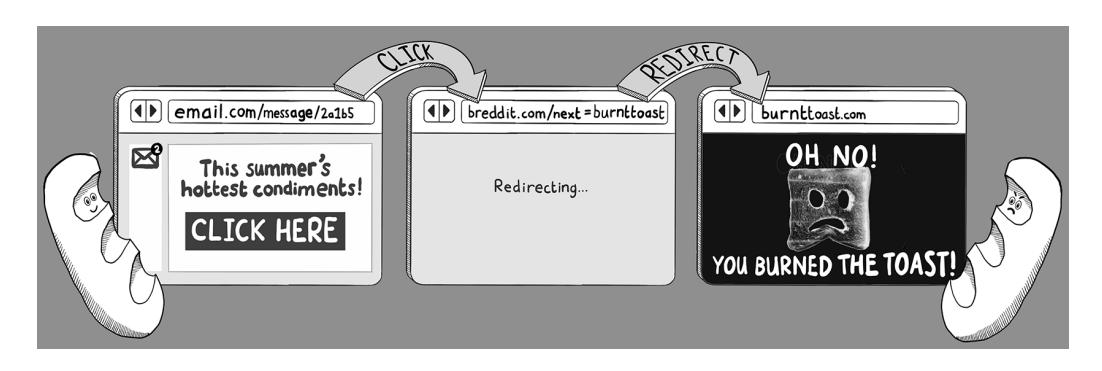 CLICK
REDIRECT
email.com/message/2a1b5
2
This summer's
hottest condiments!
CLICK HERE
breddit.com/next=burnttoast
Redirecting...
burnttoast.com
OH NO!
YOU BURNED THE TOAST!